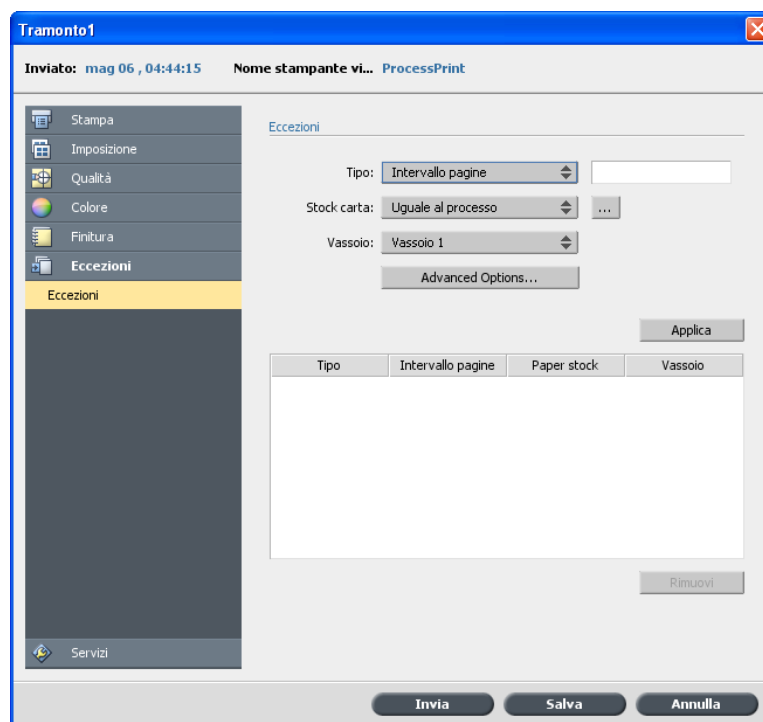 Tramonto1
Inviato: mag 06 , 04:44:15 Nome stampante vi... ProcessPrint
Stampa
Imposizione
Qualità
Colore
Finitura
Eccezioni
Eccezioni
Servizi
Eccezioni
Tipo: Intervallo pagine
Stock carta: Uguale al processo ...
Vassoio: Vassoio 1
Advanced Options...
Applica
Tipo Intervallo pagine Paper stock Vassoio
Rimuovi
Invia Salva Annulla